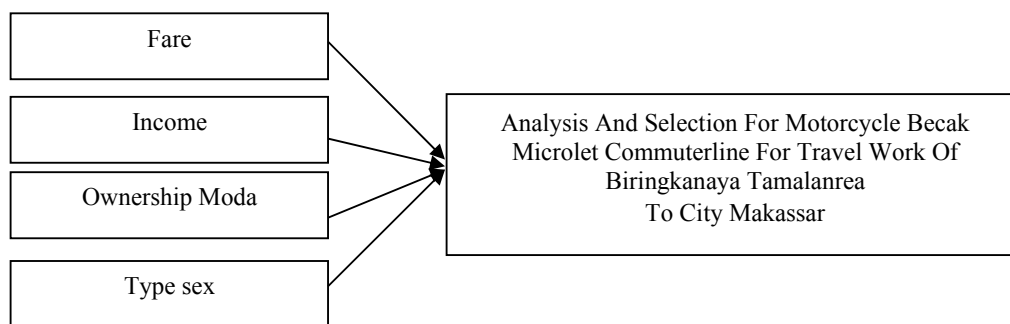 Fare
Income
Ownership Moda
Type sex
Analysis And Selection For Motorcycle Becak
Microlet Commuterline For Travel Work Of
Biringkanaya Tamalanrea
To City Makassar